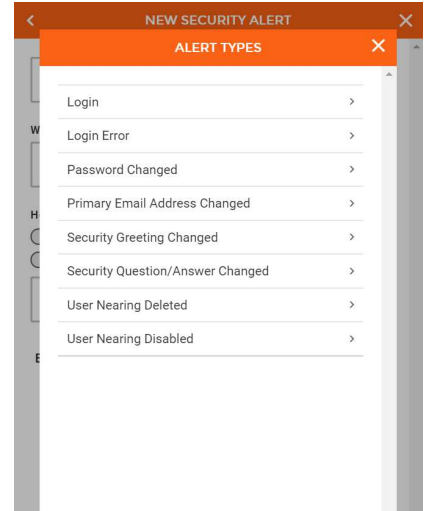 NEW SECURITY ALERT
ALERT TYPES
Login
Login Error
Password Changed
Primary Email Address Changed
Security Greeting Changed
Security Question/Answer Changed
User Nearing Deleted
User Nearing Disabled